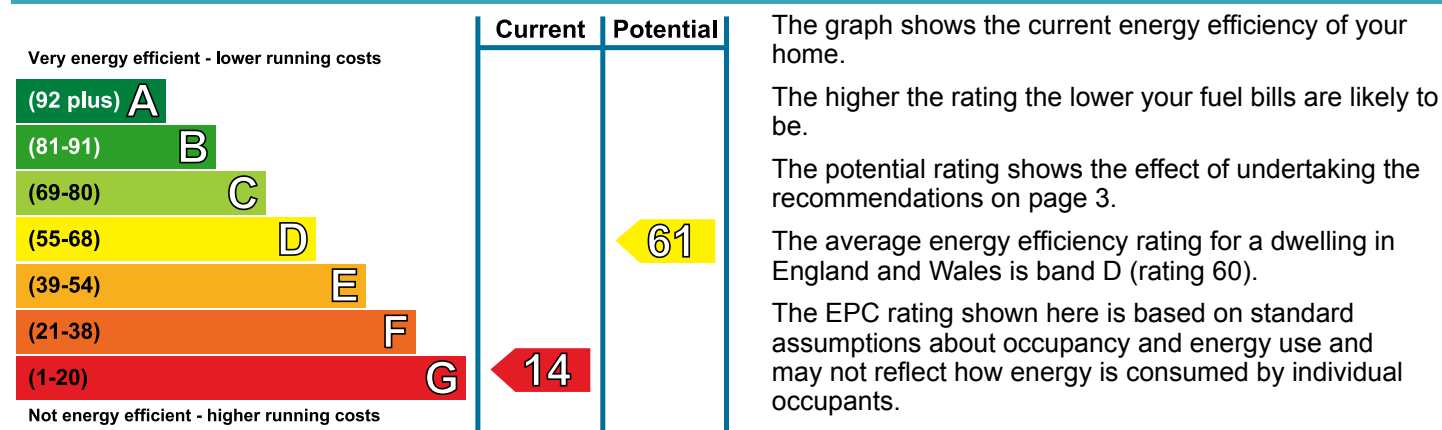 Current Potential
Very energy efficient - lower running costs
(92 plus) A
(81-91) B
(69-80) C
(55-68) D
61
(39-54) E
(21-38) F
(1-20) G
14
Not energy efficient - higher running costs
The graph shows the current energy efficiency of your
home.
The higher the rating the lower your fuel bills are likely to
be.
The potential rating shows the effect of undertaking the
recommendations on page 3.
The average energy efficiency rating for a dwelling in
England and Wales is band D (rating 60).
The EPC rating shown here is based on standard
assumptions about occupancy and energy use and
may not reflect how energy is consumed by individual
occupants.